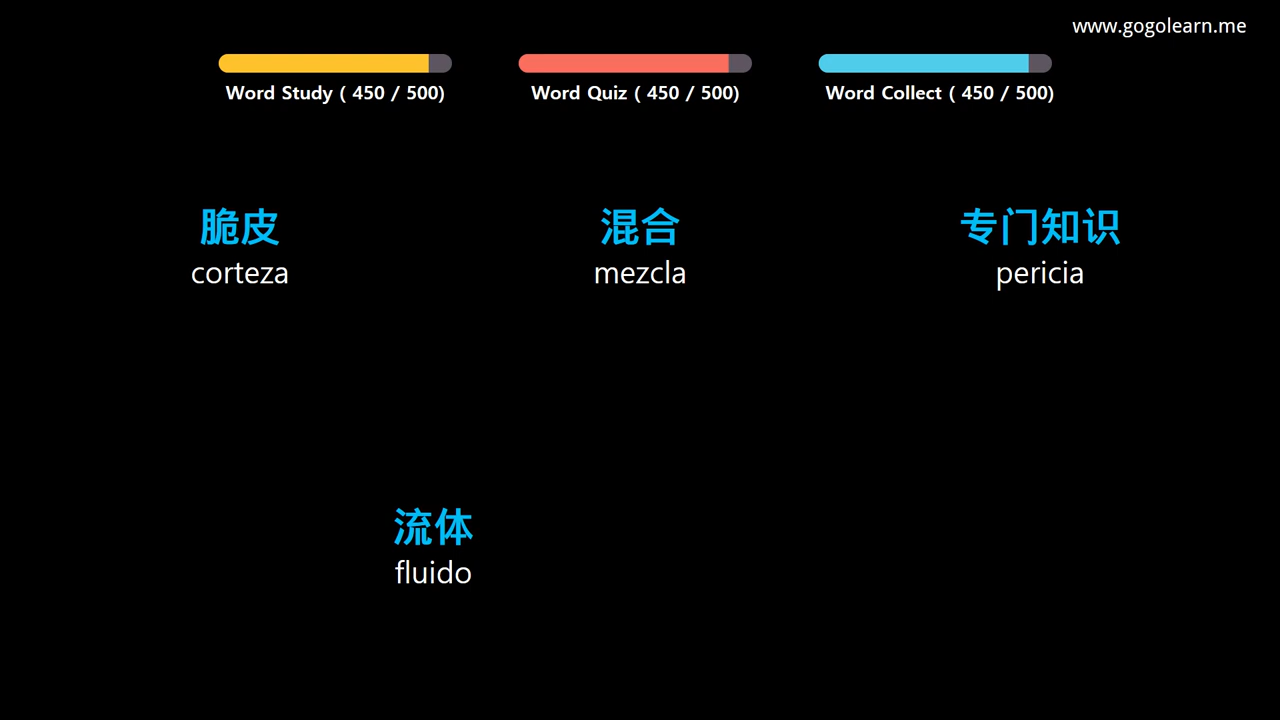 www.gogolearn.me
Word Study ( 450 / 500)
Word Quiz ( 450 / 500)
Word Collect ( 450 / 500)
脆皮
corteza
混合
mezcla
专门知识
pericia
流体
fluido